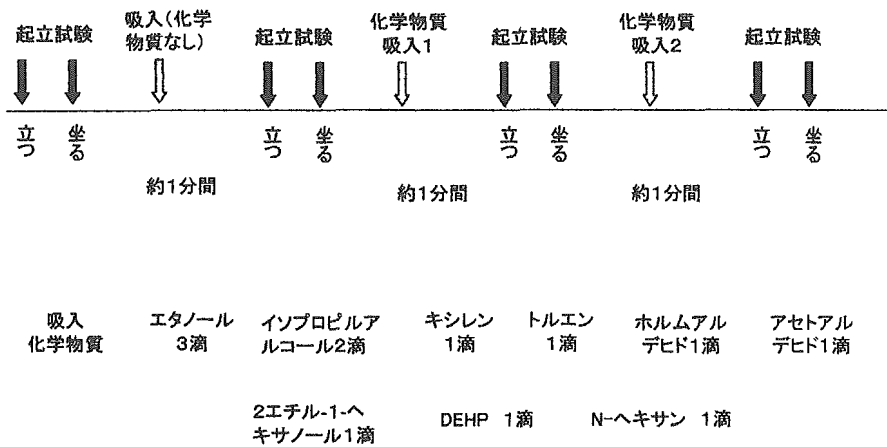 起立試験
吸入(化学
物質なし)
起立試験
化学物質
吸入1
起立試験
化学物質
吸入2
起立試験
立つ
坐る
立つ
坐る
立つ
坐る
立つ
坐る
約1分間
約1分間
約1分間
吸入
化学物質
エタノール
3滴
イソプロピルア
ルコール2滴
キシレン
1滴
トルエン
1滴
ホルムアル
デヒド1滴
アセトアル
デヒド1滴
2エチル-1-ヘ
キサノール1滴
DEHP 1滴
N-ヘキサン 1滴